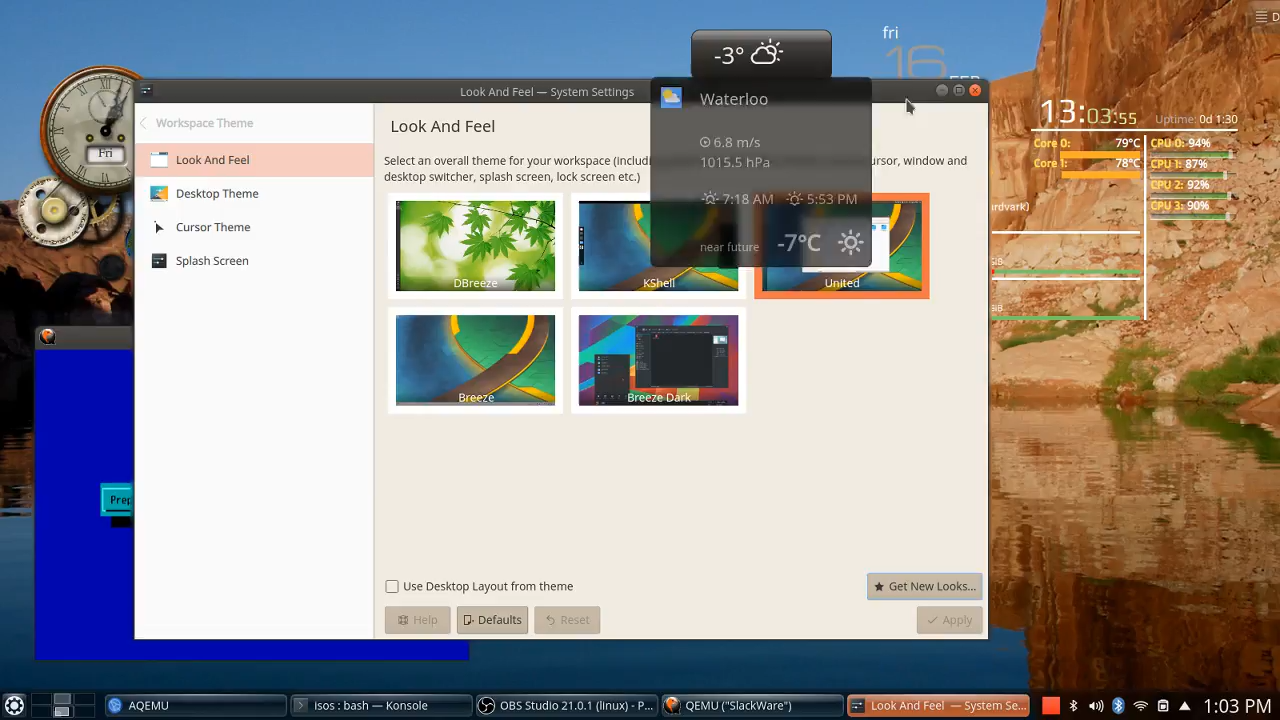 fri
16
FEB
D
-3°
Look And Feel — System Settings
Waterloo
6.8 m/s
1015.5 hPa
7:18 AM 5:53 PM
near future -7°C
13:03:55
Uptime: 0d 1:30
Core 0: 79°C
Core 1: 78°C
CPU 0: 94%
CPU 1: 87%
CPU 2: 92%
CPU 3: 90%
rdvark)
Fri
Workspace Theme
Look And Feel
Desktop Theme
Cursor Theme
Splash Screen
Look And Feel
Select an overall theme for your workspace (includi ursor, window and
desktop switcher, splash screen, lock screen etc.)
DBreeze
KShell
United
Breeze
Breeze Dark
Prep
Use Desktop Layout from theme
Get New Looks...
Help
Defaults
Reset
Apply
AQEMU
Isos : bash — Konsole
OBS Studio 21.0.1 (linux) - P...
QEMU ("SlackWare")
Look And Feel — System Se...
1:03 PM